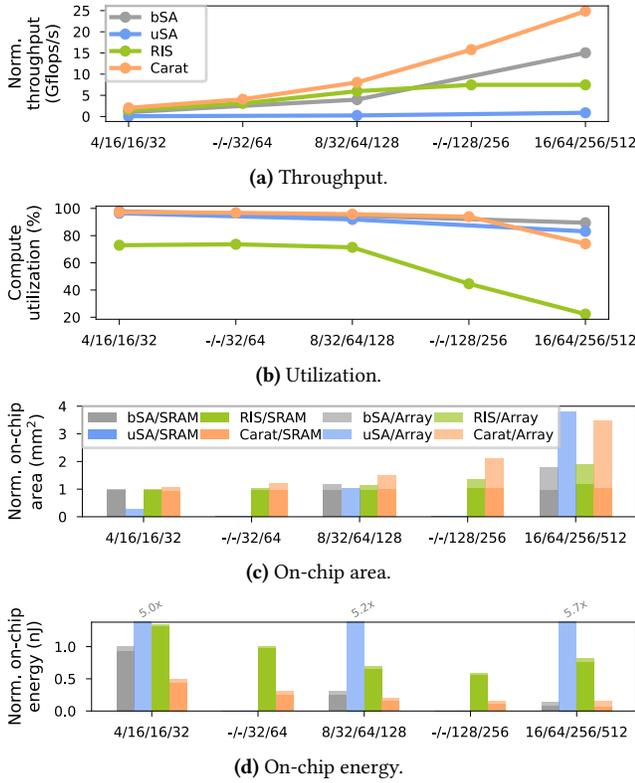 25
20
15
10
5
0
Norm.
throughput
(Gflops/s)
bSA
uSA
RIS
Carat
4/16/16/32 -/-/32/64 8/32/64/128 -/-/128/256 16/64/256/512
(a) Throughput.
100
80
60
40
20
Compute
utilization (%)
4/16/16/32 -/-/32/64 8/32/64/128 -/-/128/256 16/64/256/512
(b) Utilization.
4
3
2
1
0
Norm. on-chip
area (mm²)
bSA/SRAM RIS/SRAM bSA/Array RIS/Array
uSA/SRAM Carat/SRAM uSA/Array Carat/Array
4/16/16/32 -/-/32/64 8/32/64/128 -/-/128/256 16/64/256/512
(c) On-chip area.
5.0x 5.2x 5.7x
1.0
0.5
0.0
Norm. on-chip
energy (nJ)
4/16/16/32 -/-/32/64 8/32/64/128 -/-/128/256 16/64/256/512
(d) On-chip energy.